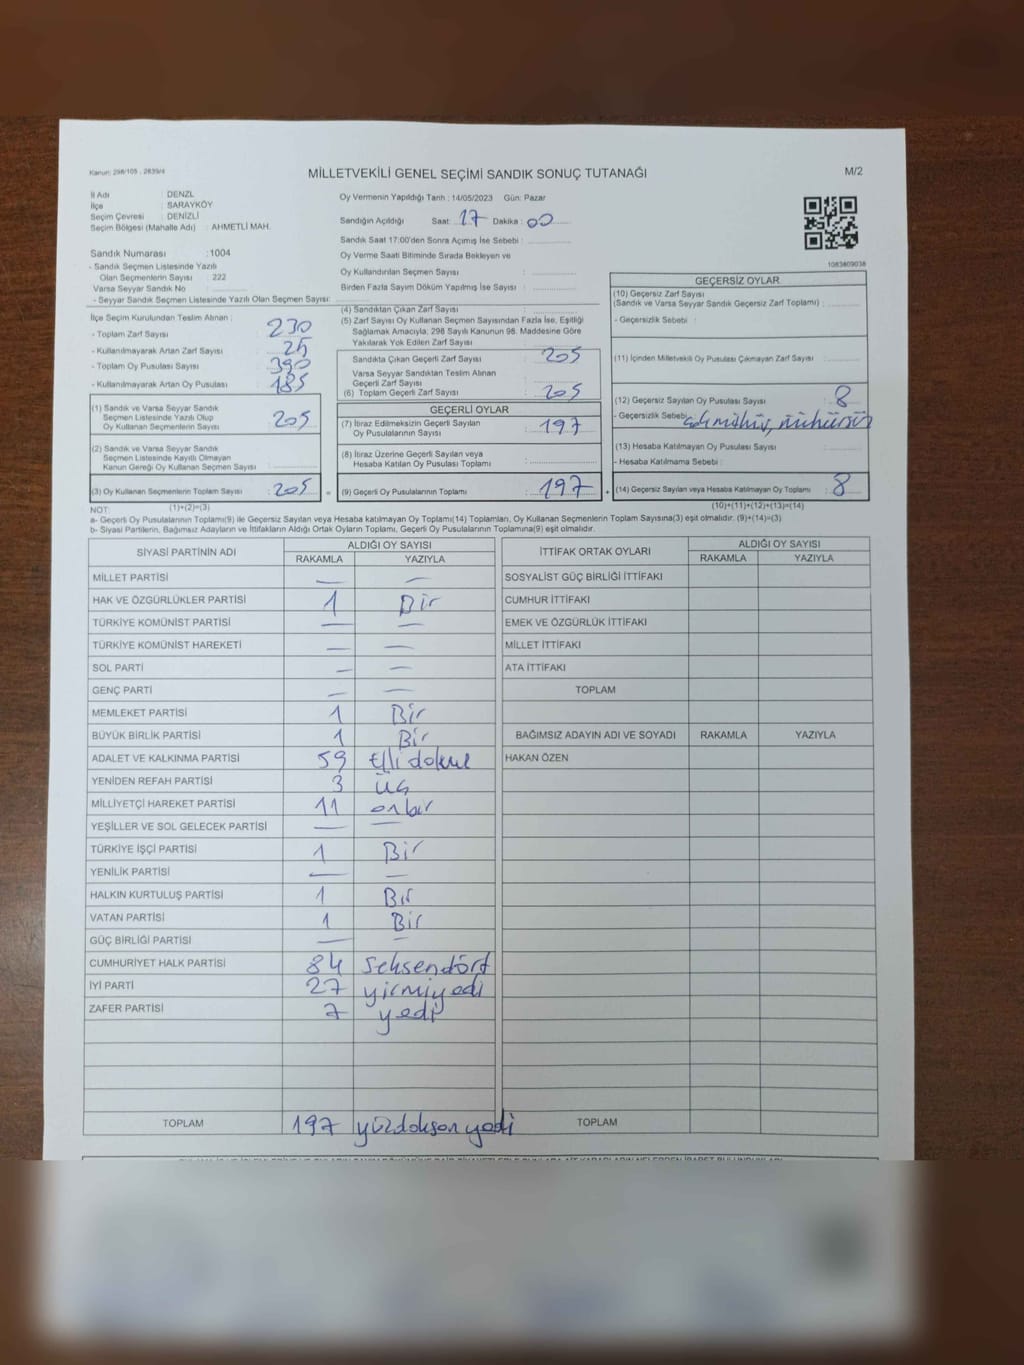 Kanun: 298/105 , 2839/4
MİLLETVEKİLİ GENEL SEÇİMİ SANDIK SONUÇ TUTANAĞI
M/2
İl Adı : DENZL
İlçe : SARAYKÖY
Seçim Çevresi : DENİZLİ
Seçim Bölgesi (Mahalle Adı) : AHMETLİ MAH.
Sandık Numarası : 1004
- Sandık Seçmen Listesinde Yazılı
Olan Seçmenlerin Sayısı : 222
Varsa Seyyar Sandık No :
- Seyyar Sandık Seçmen Listesinde Yazılı Olan Seçmen Sayısı:
Oy Vermenin Yapıldığı Tarih : 14/05/2023 Gün: Pazar
Sandığın Açıldığı Saat: 17 Dakika : 00
Sandık Saat 17:00'den Sonra Açımış İse Sebebi :
Oy Verme Saati Bitiminde Sırada Bekleyen ve
Oy Kullandırılan Seçmen Sayısı :
Birden Fazla Sayım Döküm Yapılmış İse Sayısı :
1083809038
İlçe Seçim Kurulundan Teslim Alınan :
- Toplam Zarf Sayısı : 230
- Kullanılmayarak Artan Zarf Sayısı : 25
- Toplam Oy Pusulası Sayısı : 390
- Kullanılmayarak Artan Oy Pusulası : 185
(1) Sandık ve Varsa Seyyar Sandık
Seçmen Listesinde Yazılı Olup
Oy Kullanan Seçmenlerin Sayısı : 205
(2) Sandık ve Varsa Seyyar Sandık
Seçmen Listesinde Kayıtlı Olmayan
Kanun Gereği Oy Kullanan Seçmen Sayısı :
(3) Oy Kullanan Seçmenlerin Toplam Sayısı : 205 =
(1)+(2)=(3)
(4) Sandıktan Çıkan Zarf Sayısı :
(5) Zarf Sayısı Oy Kullanan Seçmen Sayısından Fazla İse, Eşitliği
Sağlamak Amacıyla, 298 Sayılı Kanunun 98. Maddesine Göre
Yakılarak Yok Edilen Zarf Sayısı :
Sandıkta Çıkan Geçerli Zarf Sayısı : 205
Varsa Seyyar Sandıktan Teslim Alınan
Geçerli Zarf Sayısı :
(6) Toplam Geçerli Zarf Sayısı : 205
GEÇERLİ OYLAR
(7) İtiraz Edilmeksizin Geçerli Sayılan
Oy Pusulalarının Sayısı : 197
(8) İtiraz Üzerine Geçerli Sayılan veya
Hesaba Katılan Oy Pusulası Toplamı :
(9) Geçerli Oy Pusulalarının Toplamı : 197 +
GEÇERSİZ OYLAR
(10) Geçersiz Zarf Sayısı
(Sandık ve Varsa Seyyar Sandık Geçersiz Zarf Toplamı) :
- Geçersizlik Sebebi :
(11) İçinden Milletvekili Oy Pusulası Çıkmayan Zarf Sayısı :
(12) Geçersiz Sayılan Oy Pusulası Sayısı : 8
- Geçersizlik Sebebi :
(13) Hesaba Katılmayan Oy Pusulası Sayısı :
- Hesaba Katılmama Sebebi :
(14) Geçersiz Sayılan veya Hesaba Katılmayan Oy Toplamı : 8
(10)+(11)+(12)+(13)=(14)
NOT:
a- Geçerli Oy Pusulalarının Toplamı(9) ile Geçersiz Sayılan veya Hesaba katılmayan Oy Toplamı(14) Toplamları, Oy Kullanan Seçmenlerin Toplam Sayısına(3) eşit olmalıdır. (9)+(14)=(3)
b- Siyasi Partilerin, Bağımsız Adayların ve İttifakların Aldığı Ortak Oyların Toplamı, Geçerli Oy Pusulalarının Toplamına(9) eşit olmalıdır.
SİYASİ PARTİNİN ADI ALDIĞI OY SAYISI
RAKAMLA YAZIYLA
MİLLET PARTİSİ — —
HAK VE ÖZGÜRLÜKLER PARTİSİ 1 Bir
TÜRKİYE KOMÜNİST PARTİSİ — —
TÜRKİYE KOMÜNİST HAREKETİ — —
SOL PARTİ — —
GENÇ PARTİ — —
MEMLEKET PARTİSİ 1 Bir
BÜYÜK BİRLİK PARTİSİ 1 Bir
ADALET VE KALKINMA PARTİSİ 59 Elli dokuz
YENİDEN REFAH PARTİSİ 3 üç
MİLLİYETÇİ HAREKET PARTİSİ 11 onbir
YEŞİLLER VE SOL GELECEK PARTİSİ — —
TÜRKİYE İŞÇİ PARTİSİ 1 Bir
YENİLİK PARTİSİ — —
HALKIN KURTULUŞ PARTİSİ 1 Bir
VATAN PARTİSİ 1 Bir
GÜÇ BİRLİĞİ PARTİSİ — —
CUMHURİYET HALK PARTİSİ 84 Seksendört
İYİ PARTİ 27 yirmiyedi
ZAFER PARTİSİ 7 yedi
TOPLAM 197 yüzdoksanyedi
İTTİFAK ORTAK OYLARI ALDIĞI OY SAYISI
RAKAMLA YAZIYLA
SOSYALİST GÜÇ BİRLİĞİ İTTİFAKI
CUMHUR İTTİFAKI
EMEK VE ÖZGÜRLÜK İTTİFAKI
MİLLET İTTİFAKI
ATA İTTİFAKI
TOPLAM
BAĞIMSIZ ADAYIN ADI VE SOYADI RAKAMLA YAZIYLA
HAKAN ÖZEN
TOPLAM